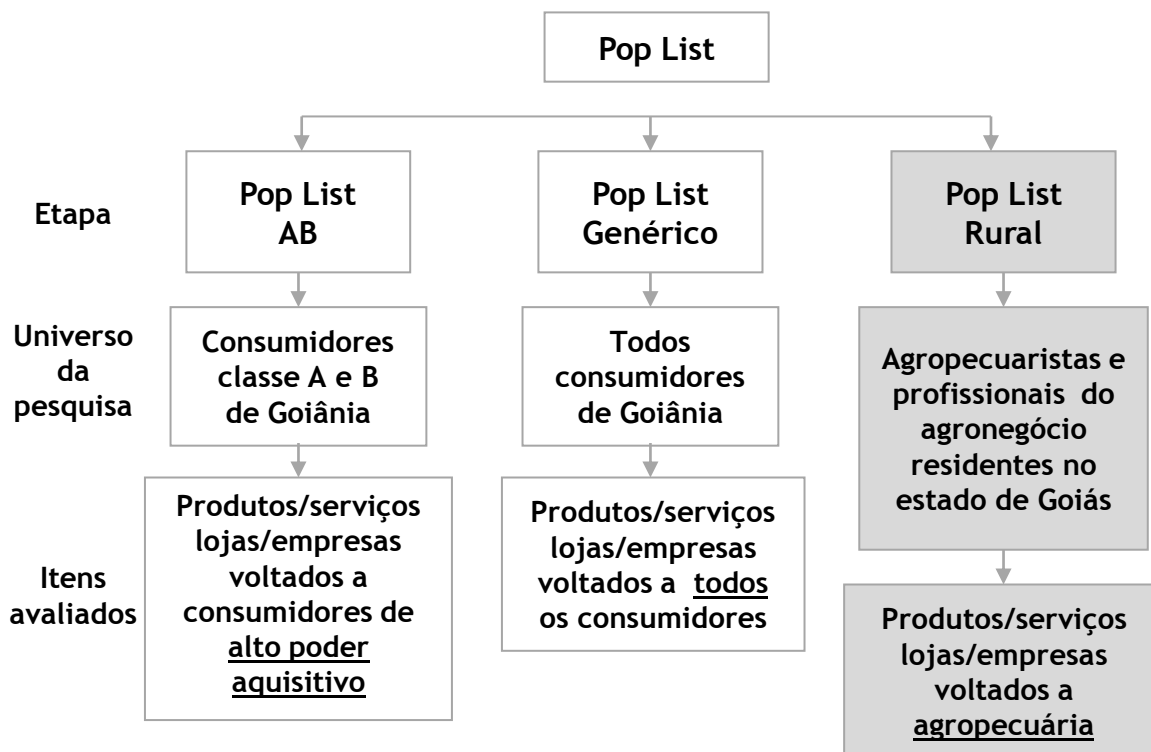 Pop List
Etapa
Pop List
AB
Pop List
Genérico
Pop List
Rural
Universo
da
pesquisa
Consumidores
classe A e B
de Goiânia
Todos
consumidores
de Goiânia
Agropecuaristas e
profissionais do
agronegócio
residentes no
estado de Goiás
Itens
avaliados
Produtos/serviços
lojas/empresas
voltados a
consumidores de
alto poder
aquisitivo
Produtos/serviços
lojas/empresas
voltados a todos
os consumidores
Produtos/serviços
lojas/empresas
voltados a
agropecuária